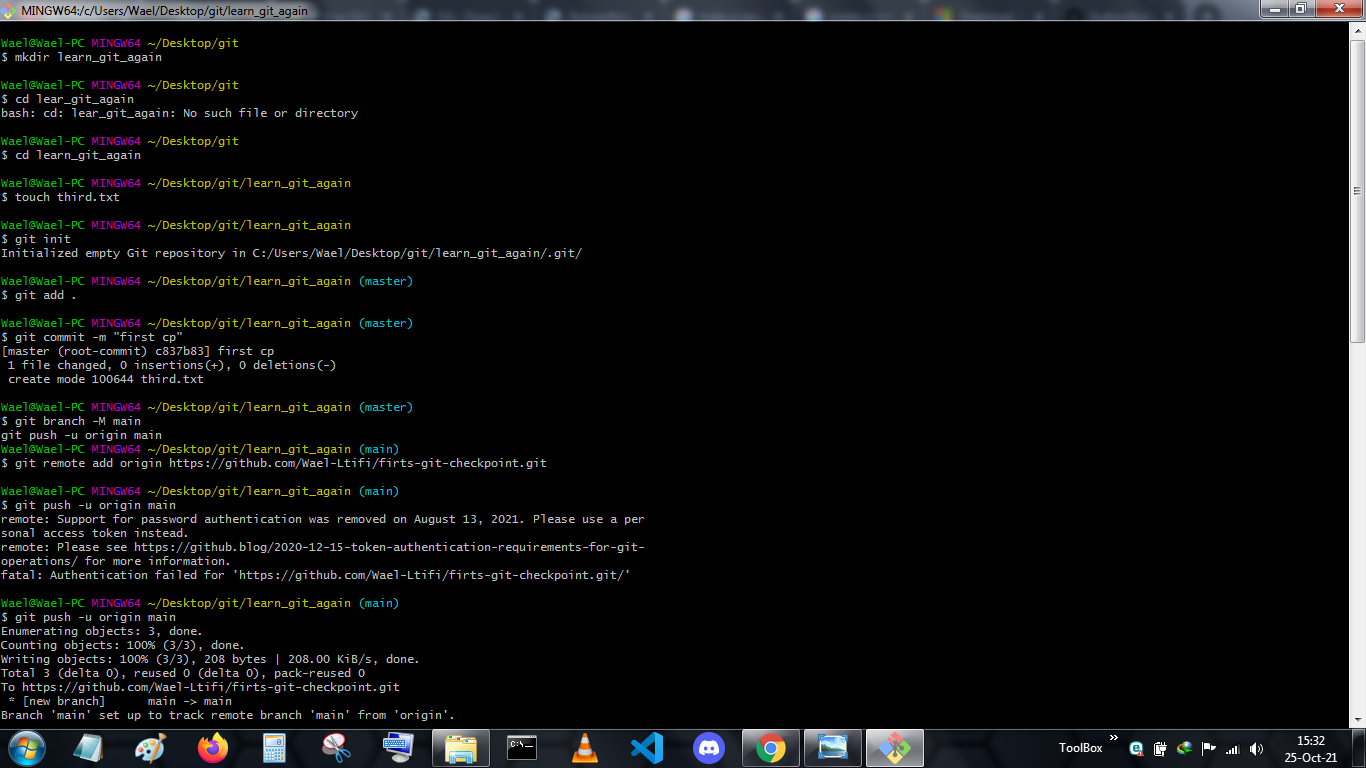 MINGW64:/c/Users/Wael/Desktop/git/learn_git_again
Wael@Wael-PC MINGW64 ~/Desktop/git
$ mkdir learn_git_again
Wael@Wael-PC MINGW64 ~/Desktop/git
$ cd lear_git_again
bash: cd: lear_git_again: No such file or directory
Wael@Wael-PC MINGW64 ~/Desktop/git
$ cd learn_git_again
Wael@Wael-PC MINGW64 ~/Desktop/git/learn_git_again
$ touch third.txt
Wael@Wael-PC MINGW64 ~/Desktop/git/learn_git_again
$ git init
Initialized empty Git repository in C:/Users/Wael/Desktop/git/learn_git_again/.git/
Wael@Wael-PC MINGW64 ~/Desktop/git/learn_git_again (master)
$ git add .
Wael@Wael-PC MINGW64 ~/Desktop/git/learn_git_again (master)
$ git commit -m "first cp"
[master (root-commit) c837b83] first cp
 1 file changed, 0 insertions(+), 0 deletions(-)
 create mode 100644 third.txt
Wael@Wael-PC MINGW64 ~/Desktop/git/learn_git_again (master)
$ git branch -M main
git push -u origin main
Wael@Wael-PC MINGW64 ~/Desktop/git/learn_git_again (main)
$ git remote add origin https://github.com/Wael-Ltifi/firts-git-checkpoint.git
Wael@Wael-PC MINGW64 ~/Desktop/git/learn_git_again (main)
$ git push -u origin main
remote: Support for password authentication was removed on August 13, 2021. Please use a per
sonal access token instead.
remote: Please see https://github.blog/2020-12-15-token-authentication-requirements-for-git-
operations/ for more information.
fatal: Authentication failed for 'https://github.com/Wael-Ltifi/firts-git-checkpoint.git/'
Wael@Wael-PC MINGW64 ~/Desktop/git/learn_git_again (main)
$ git push -u origin main
Enumerating objects: 3, done.
Counting objects: 100% (3/3), done.
Writing objects: 100% (3/3), 208 bytes | 208.00 KiB/s, done.
Total 3 (delta 0), reused 0 (delta 0), pack-reused 0
To https://github.com/Wael-Ltifi/firts-git-checkpoint.git
 * [new branch]      main -> main
Branch 'main' set up to track remote branch 'main' from 'origin'.
C:\_
ToolBox »
15:32
25-Oct-21